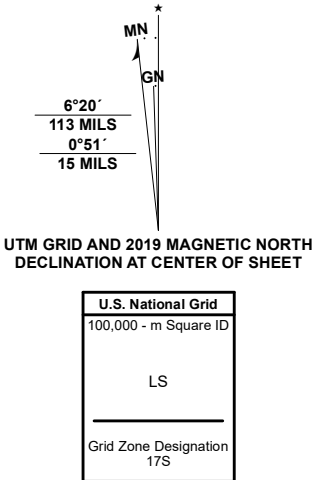 MN
GN
6°20´
113 MILS
0°51´
15 MILS
UTM GRID AND 2019 MAGNETIC NORTH
DECLINATION AT CENTER OF SHEET
U.S. National Grid
100,000 - m Square ID
LS
Grid Zone Designation
17S